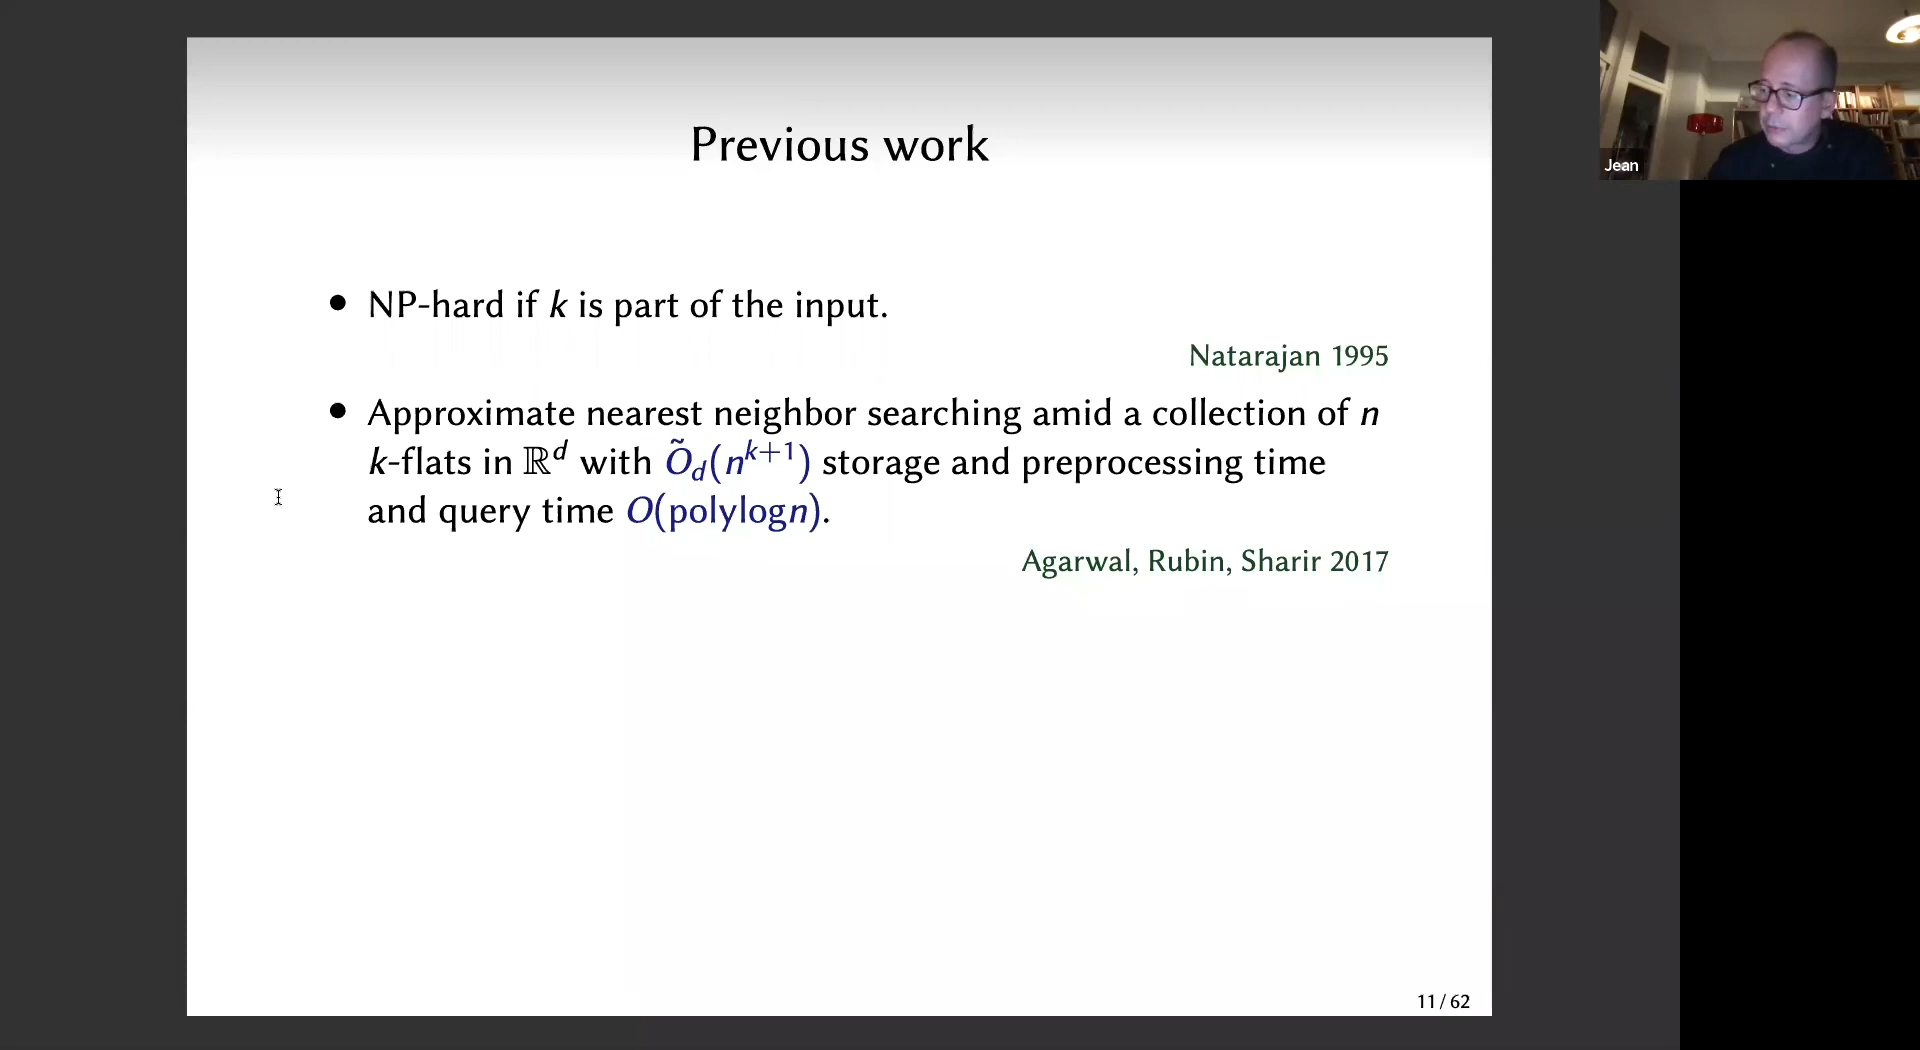 Previous work
Jean
• NP-hard if k is part of the input.
Natarajan 1995
• Approximate nearest neighbor searching amid a collection of n
k-flats in ℝ^d with Õ_d(n^{k+1}) storage and preprocessing time
and query time O(polylogn).
Agarwal, Rubin, Sharir 2017
11 / 62